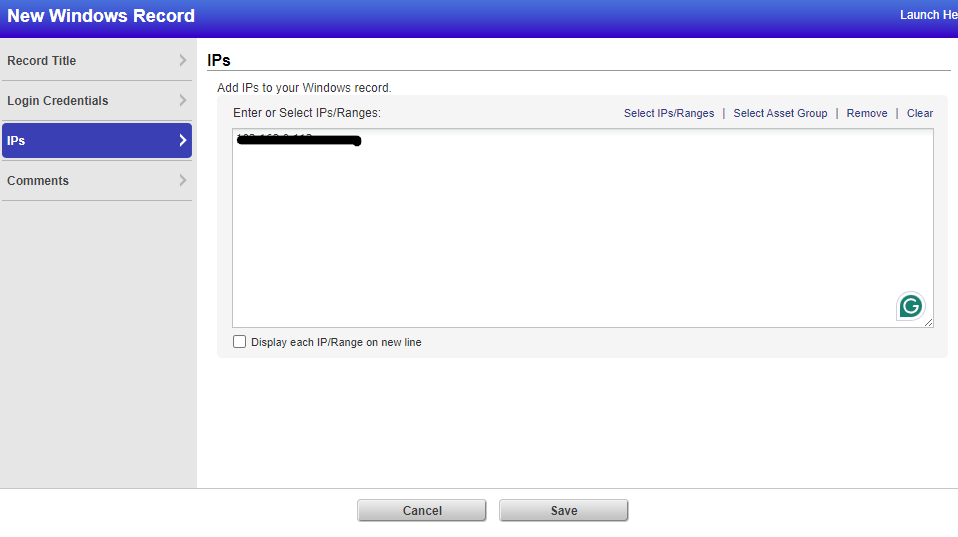 New Windows Record
Launch He
Record Title
Login Credentials
IPs
Comments
IPs
Add IPs to your Windows record.
Enter or Select IPs/Ranges:
Select IPs/Ranges | Select Asset Group | Remove | Clear
Display each IP/Range on new line
Cancel
Save